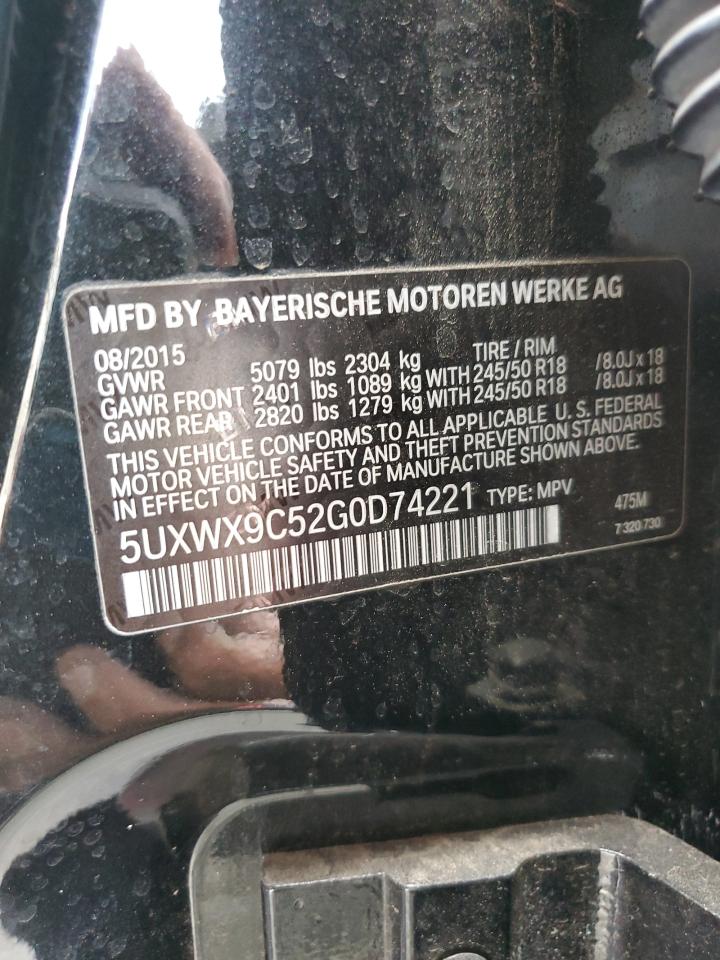 MFD BY BAYERISCHE MOTOREN WERKE AG
08/2015 TIRE / RIM
GVWR 5079 lbs 2304 kg
GAWR FRONT 2401 lbs 1089 kg WITH 245/50 R18 /8.0J x 18
GAWR REAR 2820 lbs 1279 kg WITH 245/50 R18 /8.0J x 18
THIS VEHICLE CONFORMS TO ALL APPLICABLE U. S. FEDERAL
MOTOR VEHICLE SAFETY AND THEFT PREVENTION STANDARDS
IN EFFECT ON THE DATE OF MANUFACTURE SHOWN ABOVE.
5UXWX9C52G0D74221 TYPE: MPV 475M
7 320 730